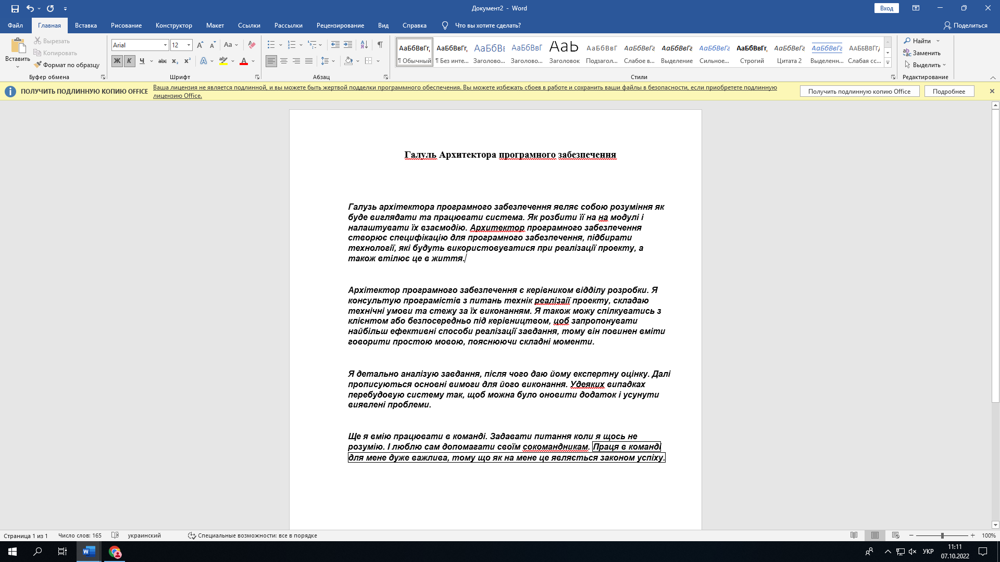 Документ2 - Word
Вход
Файл Главная Вставка Рисование Конструктор Макет Ссылки Рассылки Рецензирование Вид Справка Что вы хотите сделать? Поделиться
Вставить
Вырезать
Копировать
Формат по образцу
Буфер обмена
Arial 12
Ж К Ч abc x₂ x²
Шрифт
Абзац
АаБбВвГг, АаБбВвГг, АаБбВв АаБбВвГ АаБ АаБбВвГ АаБбВвГг АаБбВвГг АаБбВвГг АаБбВвГг, АаБбВвГг АаБбВвГг ААББВВГГ
¶ Обычный ¶ Без инте... Заголово... Заголово... Заголовок Подзагол... Слабое в... Выделение Сильное... Строгий Цитата 2 Выделенн... Слабая сс...
Стили
Найти
Заменить
Выделить
Редактирование
ПОЛУЧИТЬ ПОДЛИННУЮ КОПИЮ OFFICE Ваша лицензия не является подлинной, и вы можете быть жертвой подделки программного обеспечения. Вы можете избежать сбоев в работе и сохранить ваши файлы в безопасности, если приобретете подлинную
лицензию Office.
Получить подлинную копию Office Подробнее
Галуль Архитектора програмного забезпечення
Галузь архітектора програмного забезпечення являє собою розуміння як
буде виглядати та працювати система. Як розбити її на на модулі і
налаштувати їх взаємодію. Архитектор програмного забезпечення
створює специфікацію для програмного забезпечення, підбирати
технології, які будуть використовуватися при реалізації проекту, а
також втілює це в життя.
Архітектор програмного забезпечення є керівником відділу розробки. Я
консультую програмістів з питань технік реалізаїї проекту, складаю
технічні умови та стежу за їх виконанням. Я також можу спілкуватись з
клієнтом або безпосередньо під керівництвом, цоб запропонувати
найбільш ефективні способи реалізації завдання, тому він повинен вміти
говорити простою мовою, пояснюючи складні моменти.
Я детально аналізую завдання, після чого даю йому експертну оцінку. Далі
прописуються основні вимоги для його виконання. Удеяких випадках
перебудовую систему так, щоб можна було оновити додаток і усунути
виявлені проблеми.
Ще я вмію працювати в команді. Задавати питання коли я щось не
розумію. І люблю сам допомагати своїм сокомандникам. Праця в команді
для мене дуже важлива, тому що як на мене це являється законом успіху.
Страница 1 из 1 Число слов: 165 украинский Специальные возможности: все в порядке 100%
УКР
11:11
07.10.2022